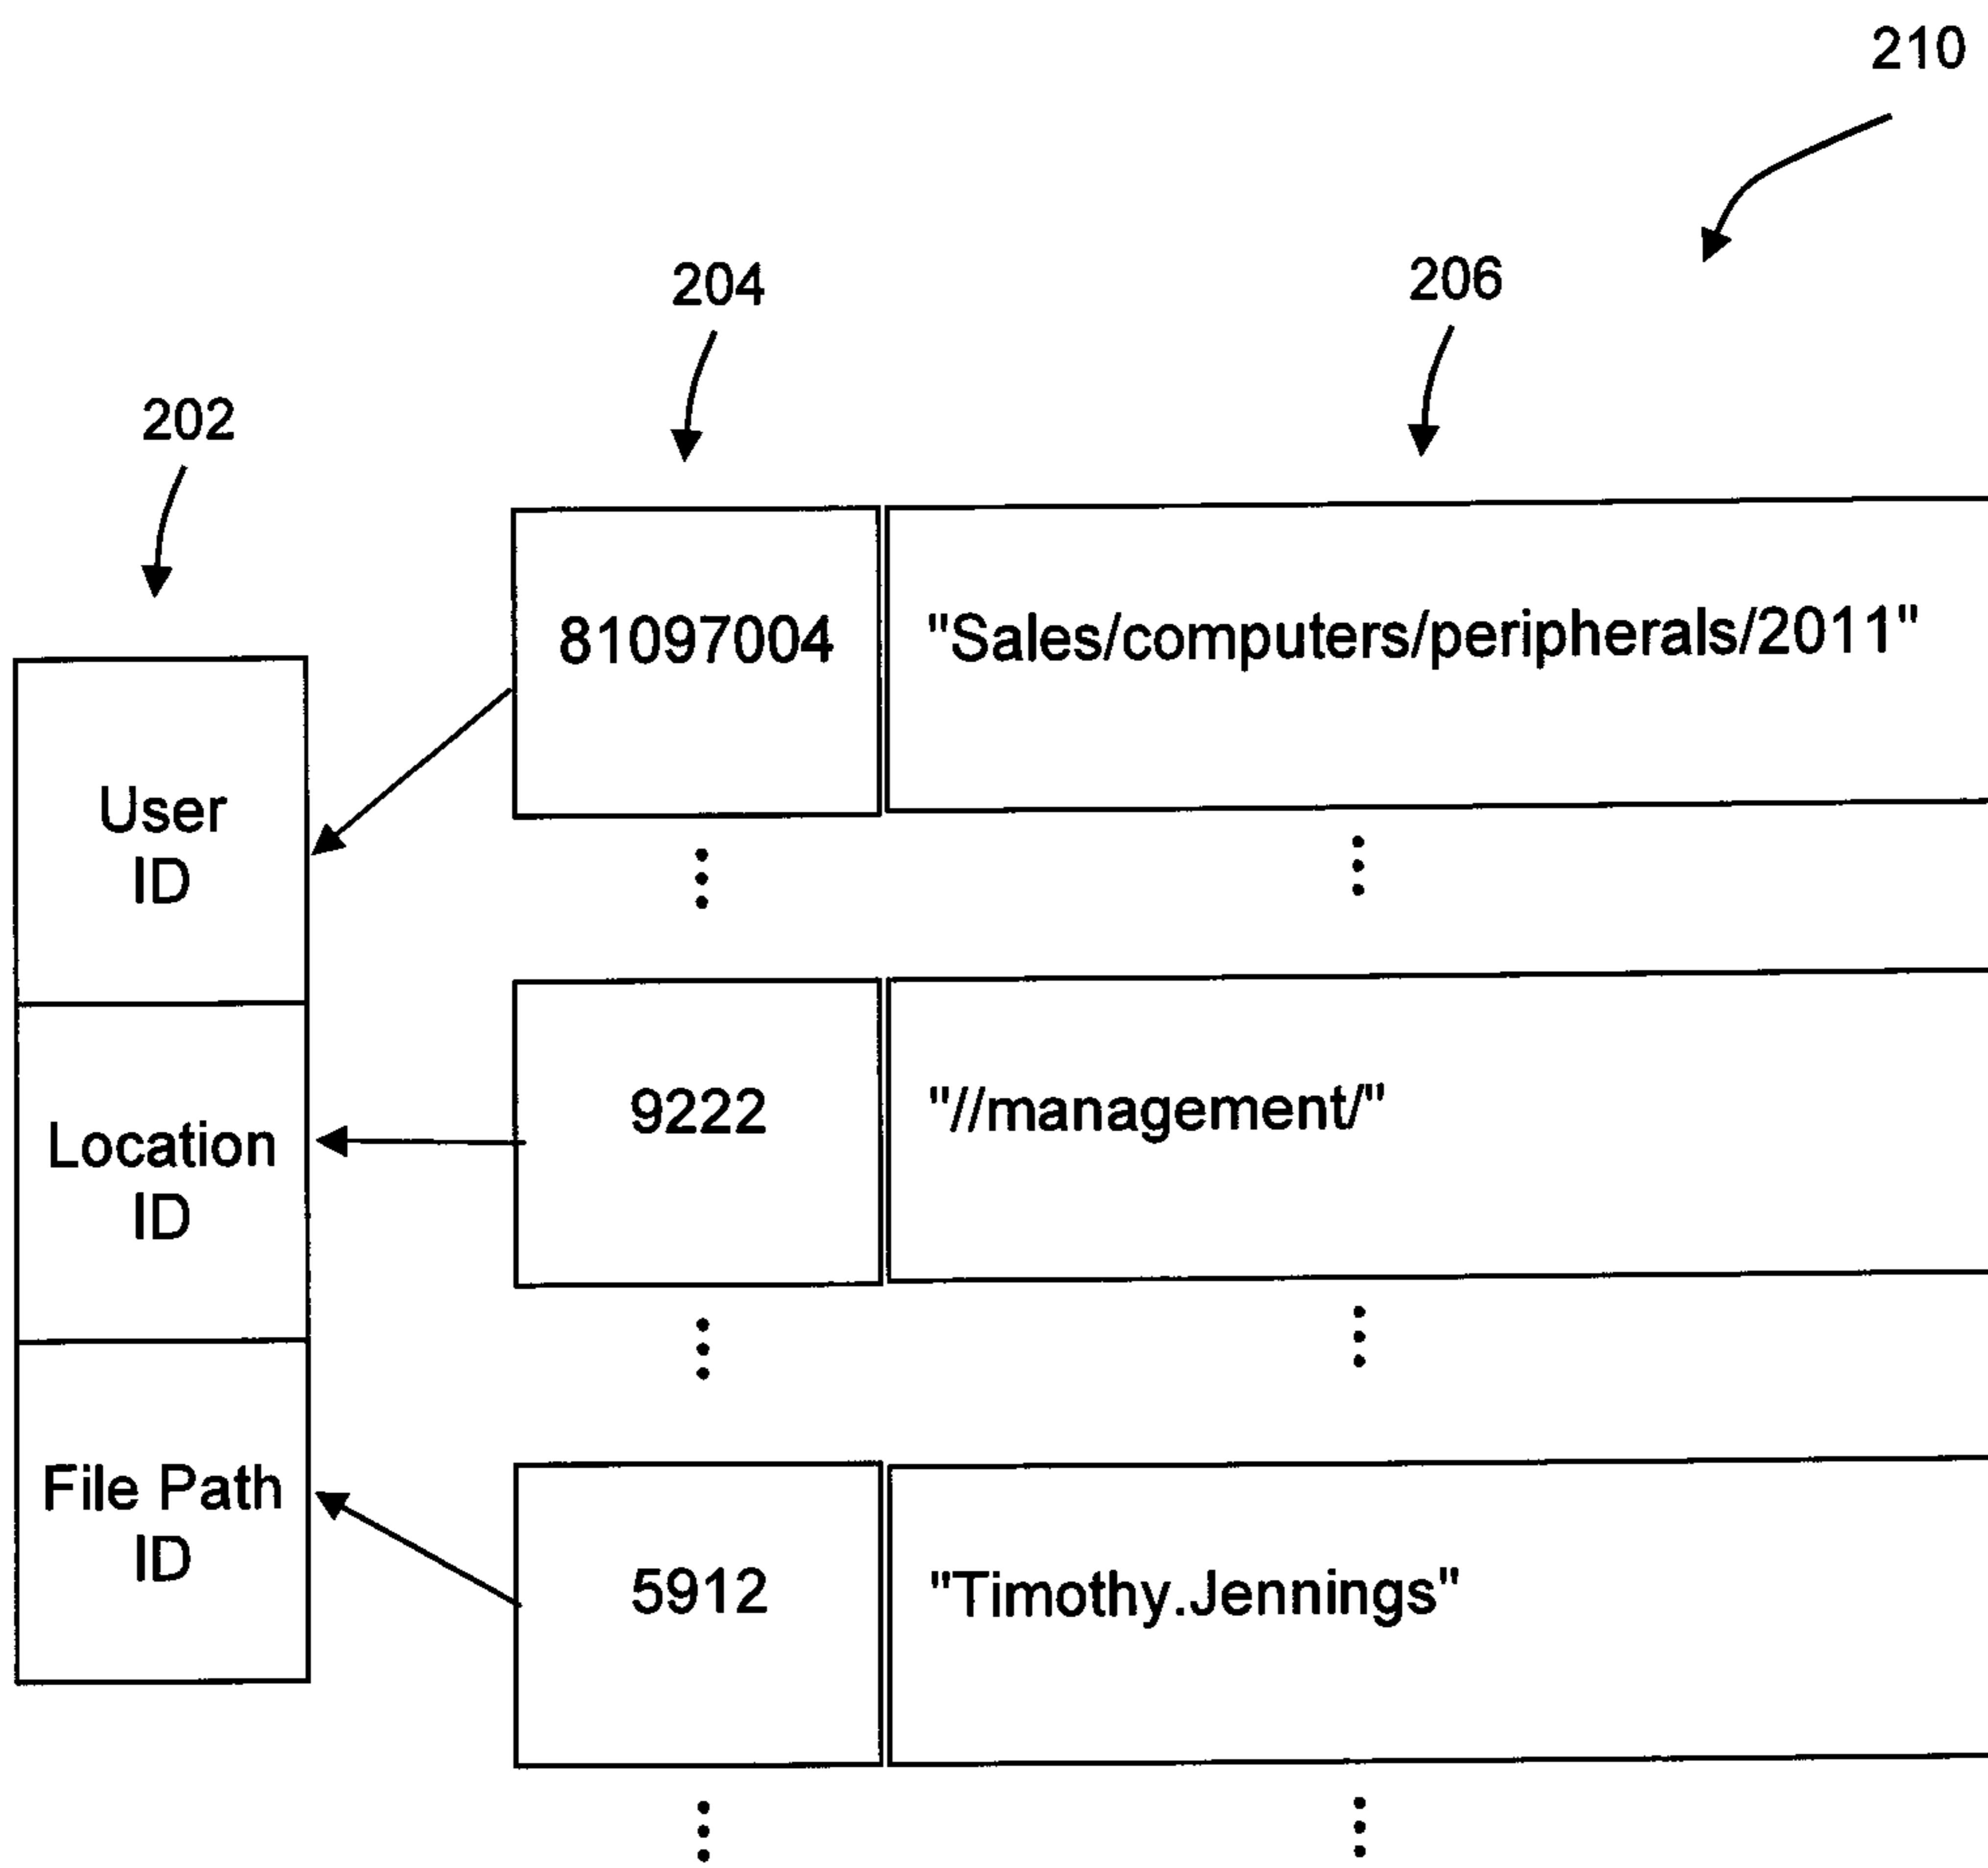 210
204
206
202
81097004
"Sales/computers/peripherals/2011"
User
ID
9222
"//management/"
Location
ID
File Path
ID
5912
"Timothy.Jennings"